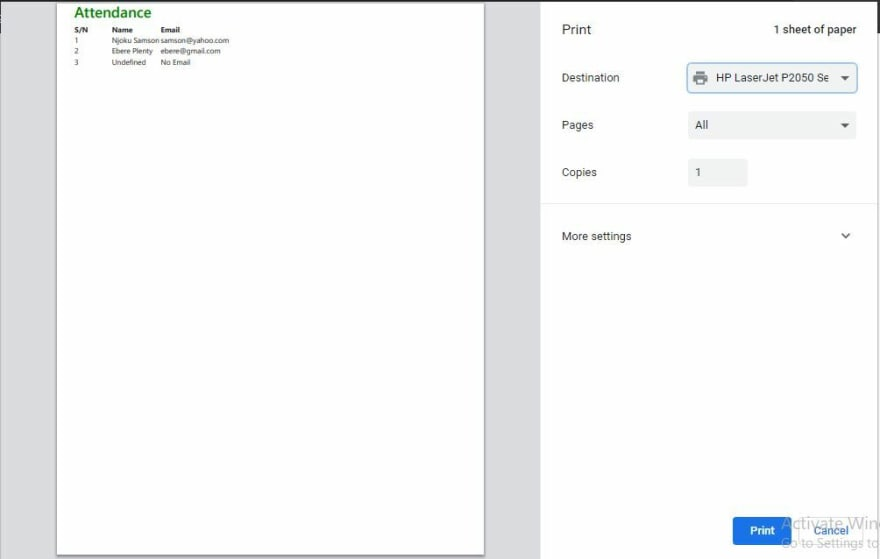 Attendance
S/N Name Email
1 Njoku Samson samson@yahoo.com
2 Ebere Plenty ebere@gmail.com
3 Undefined No Email
Print 1 sheet of paper
Destination HP LaserJet P2050 Se
Pages All
Copies 1
More settings
Print Cancel
Activate Win
Go to Settings to